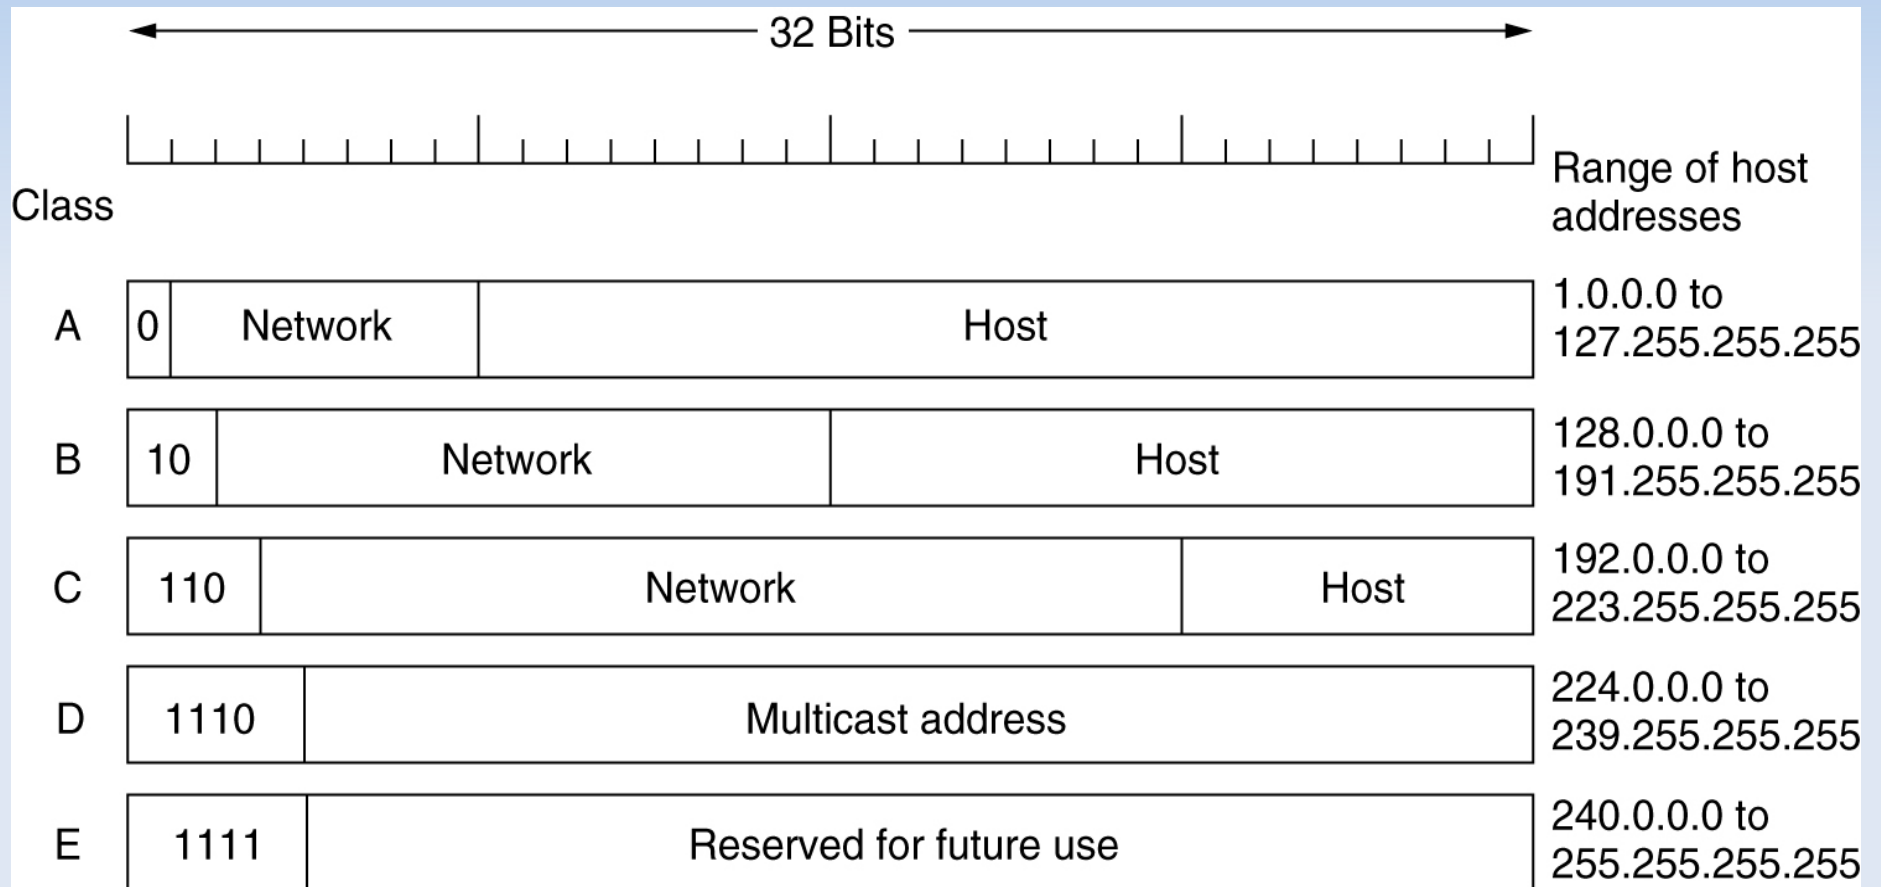 32 Bits
Range of host
addresses
Class
A
0
Network
Host
1.0.0.0 to
127.255.255.255
B
10
Network
Host
128.0.0.0 to
191.255.255.255
C
110
Network
Host
192.0.0.0 to
223.255.255.255
D
1110
Multicast address
224.0.0.0 to
239.255.255.255
E
1111
Reserved for future use
240.0.0.0 to
255.255.255.255